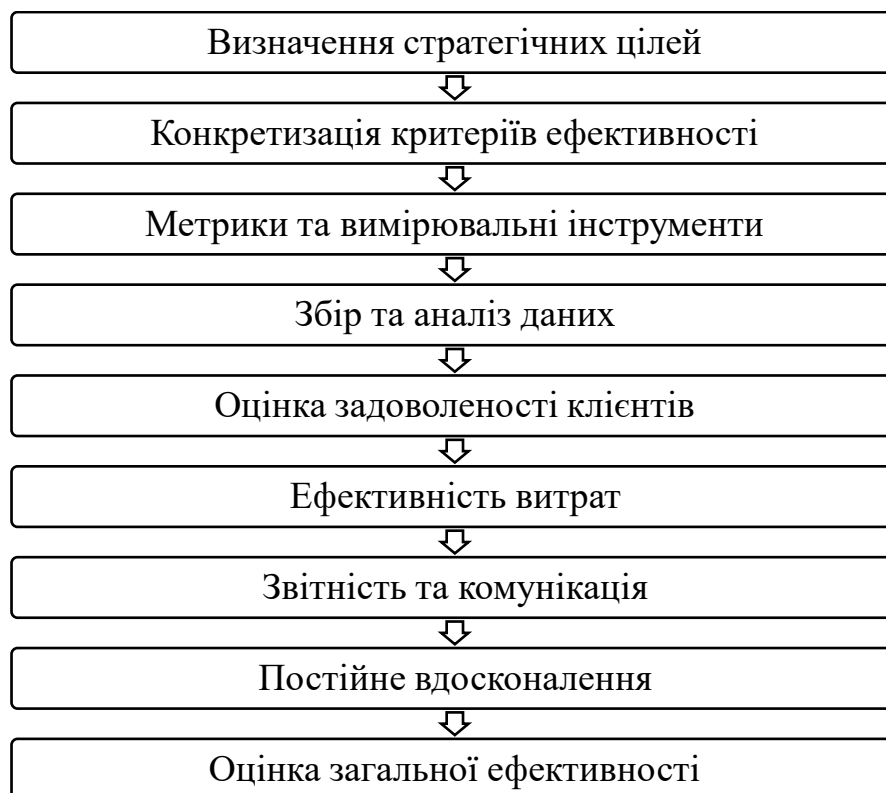 Визначення стратегічних цілей
Конкретизація критеріїв ефективності
Метрики та вимірювальні інструменти
Збір та аналіз даних
Оцінка задоволеності клієнтів
Ефективність витрат
Звітність та комунікація
Постійне вдосконалення
Оцінка загальної ефективності